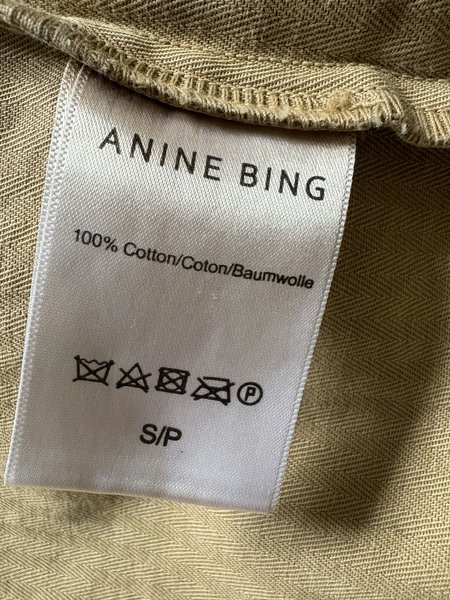 ANINE BING
100% Cotton/Coton/Baumwolle
P
S/P